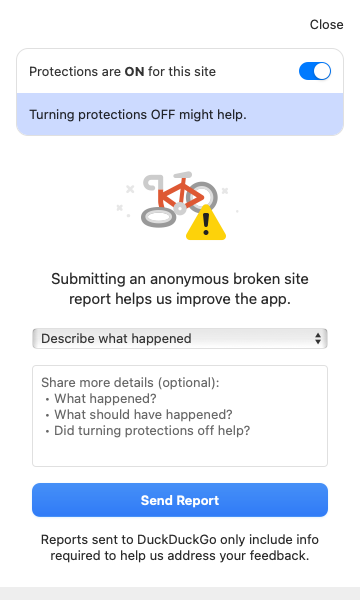 Close
Protections are ON for this site
Turning protections OFF might help.
Submitting an anonymous broken site
report helps us improve the app.
Describe what happened
Share more details (optional):
• What happened?
• What should have happened?
• Did turning protections off help?
Send Report
Reports sent to DuckDuckGo only include info
required to help us address your feedback.